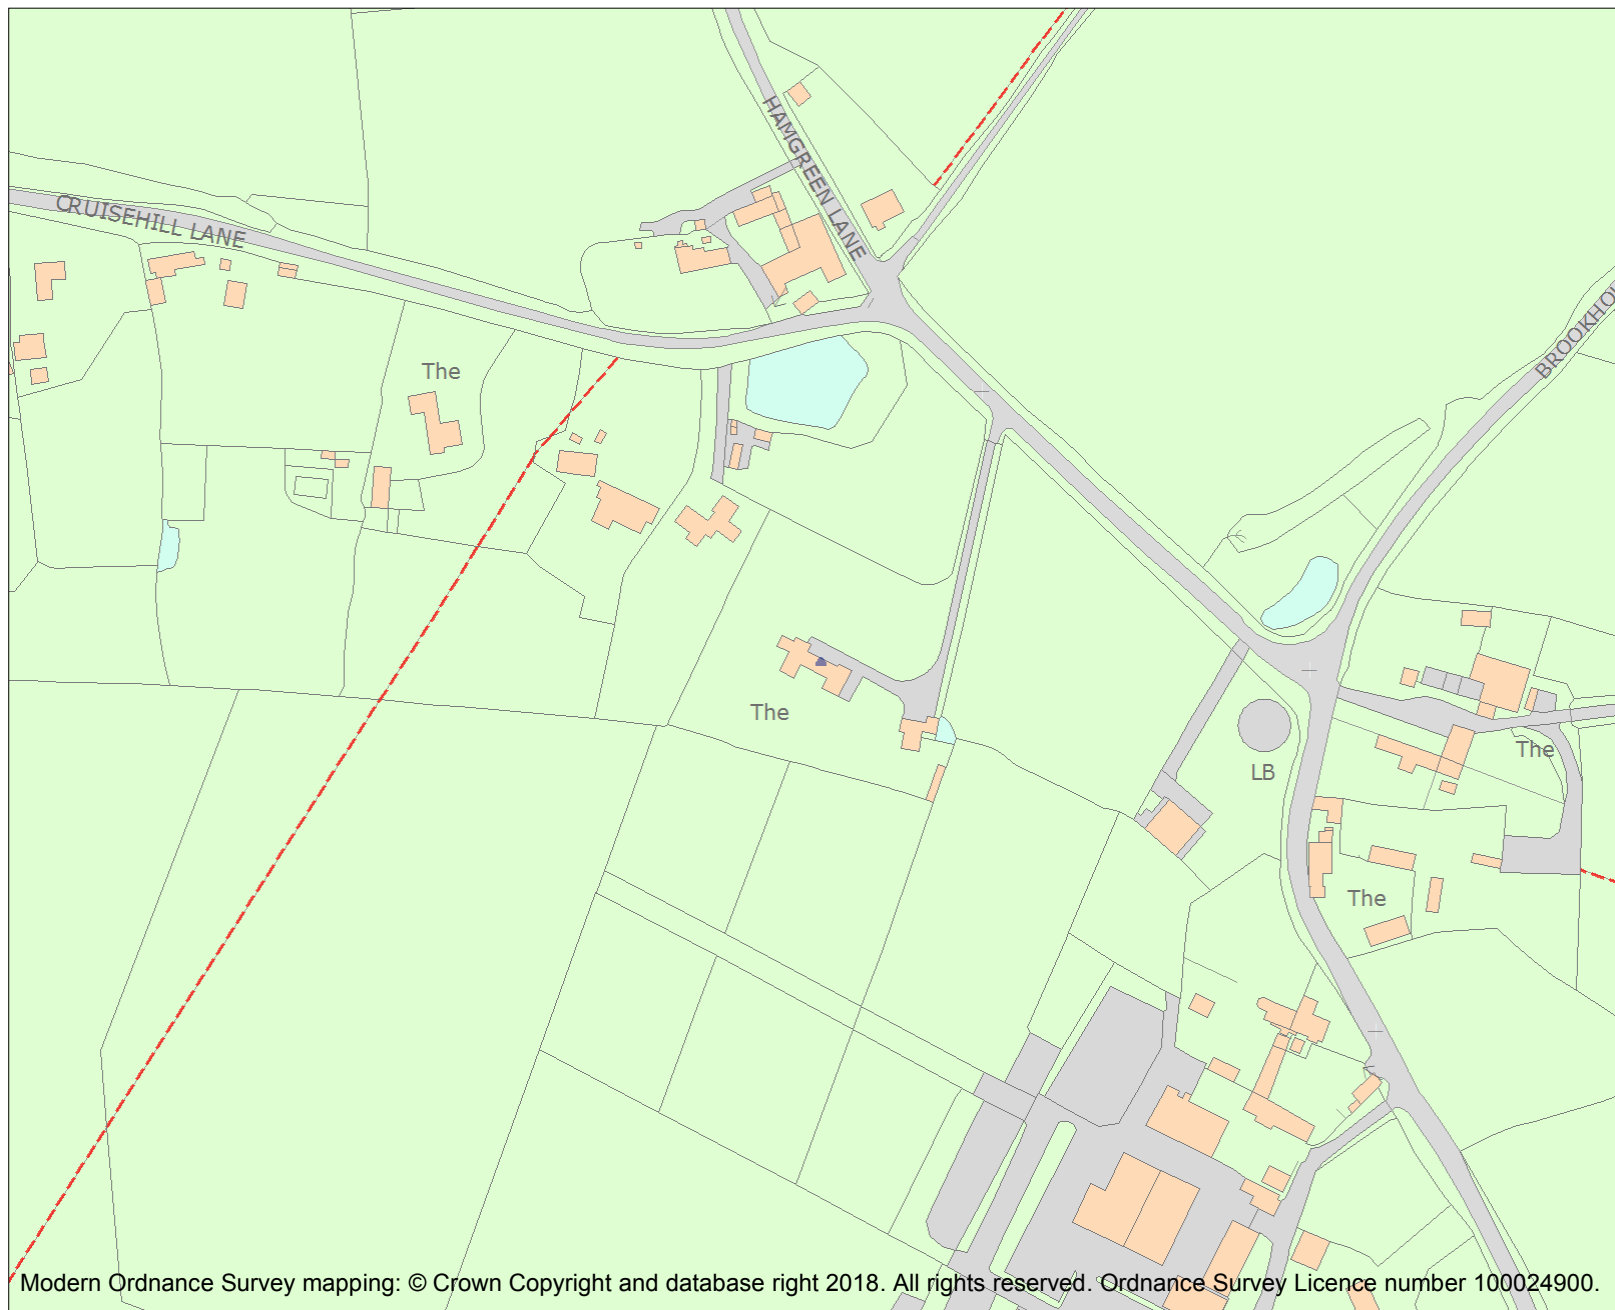 HAMGREEN LANE
CRUISEHILL LANE
BROOKHO
The
The
The
LB
The
Modern Ordnance Survey mapping: © Crown Copyright and database right 2018. All rights reserved. Ordnance Survey Licence number 100024900.